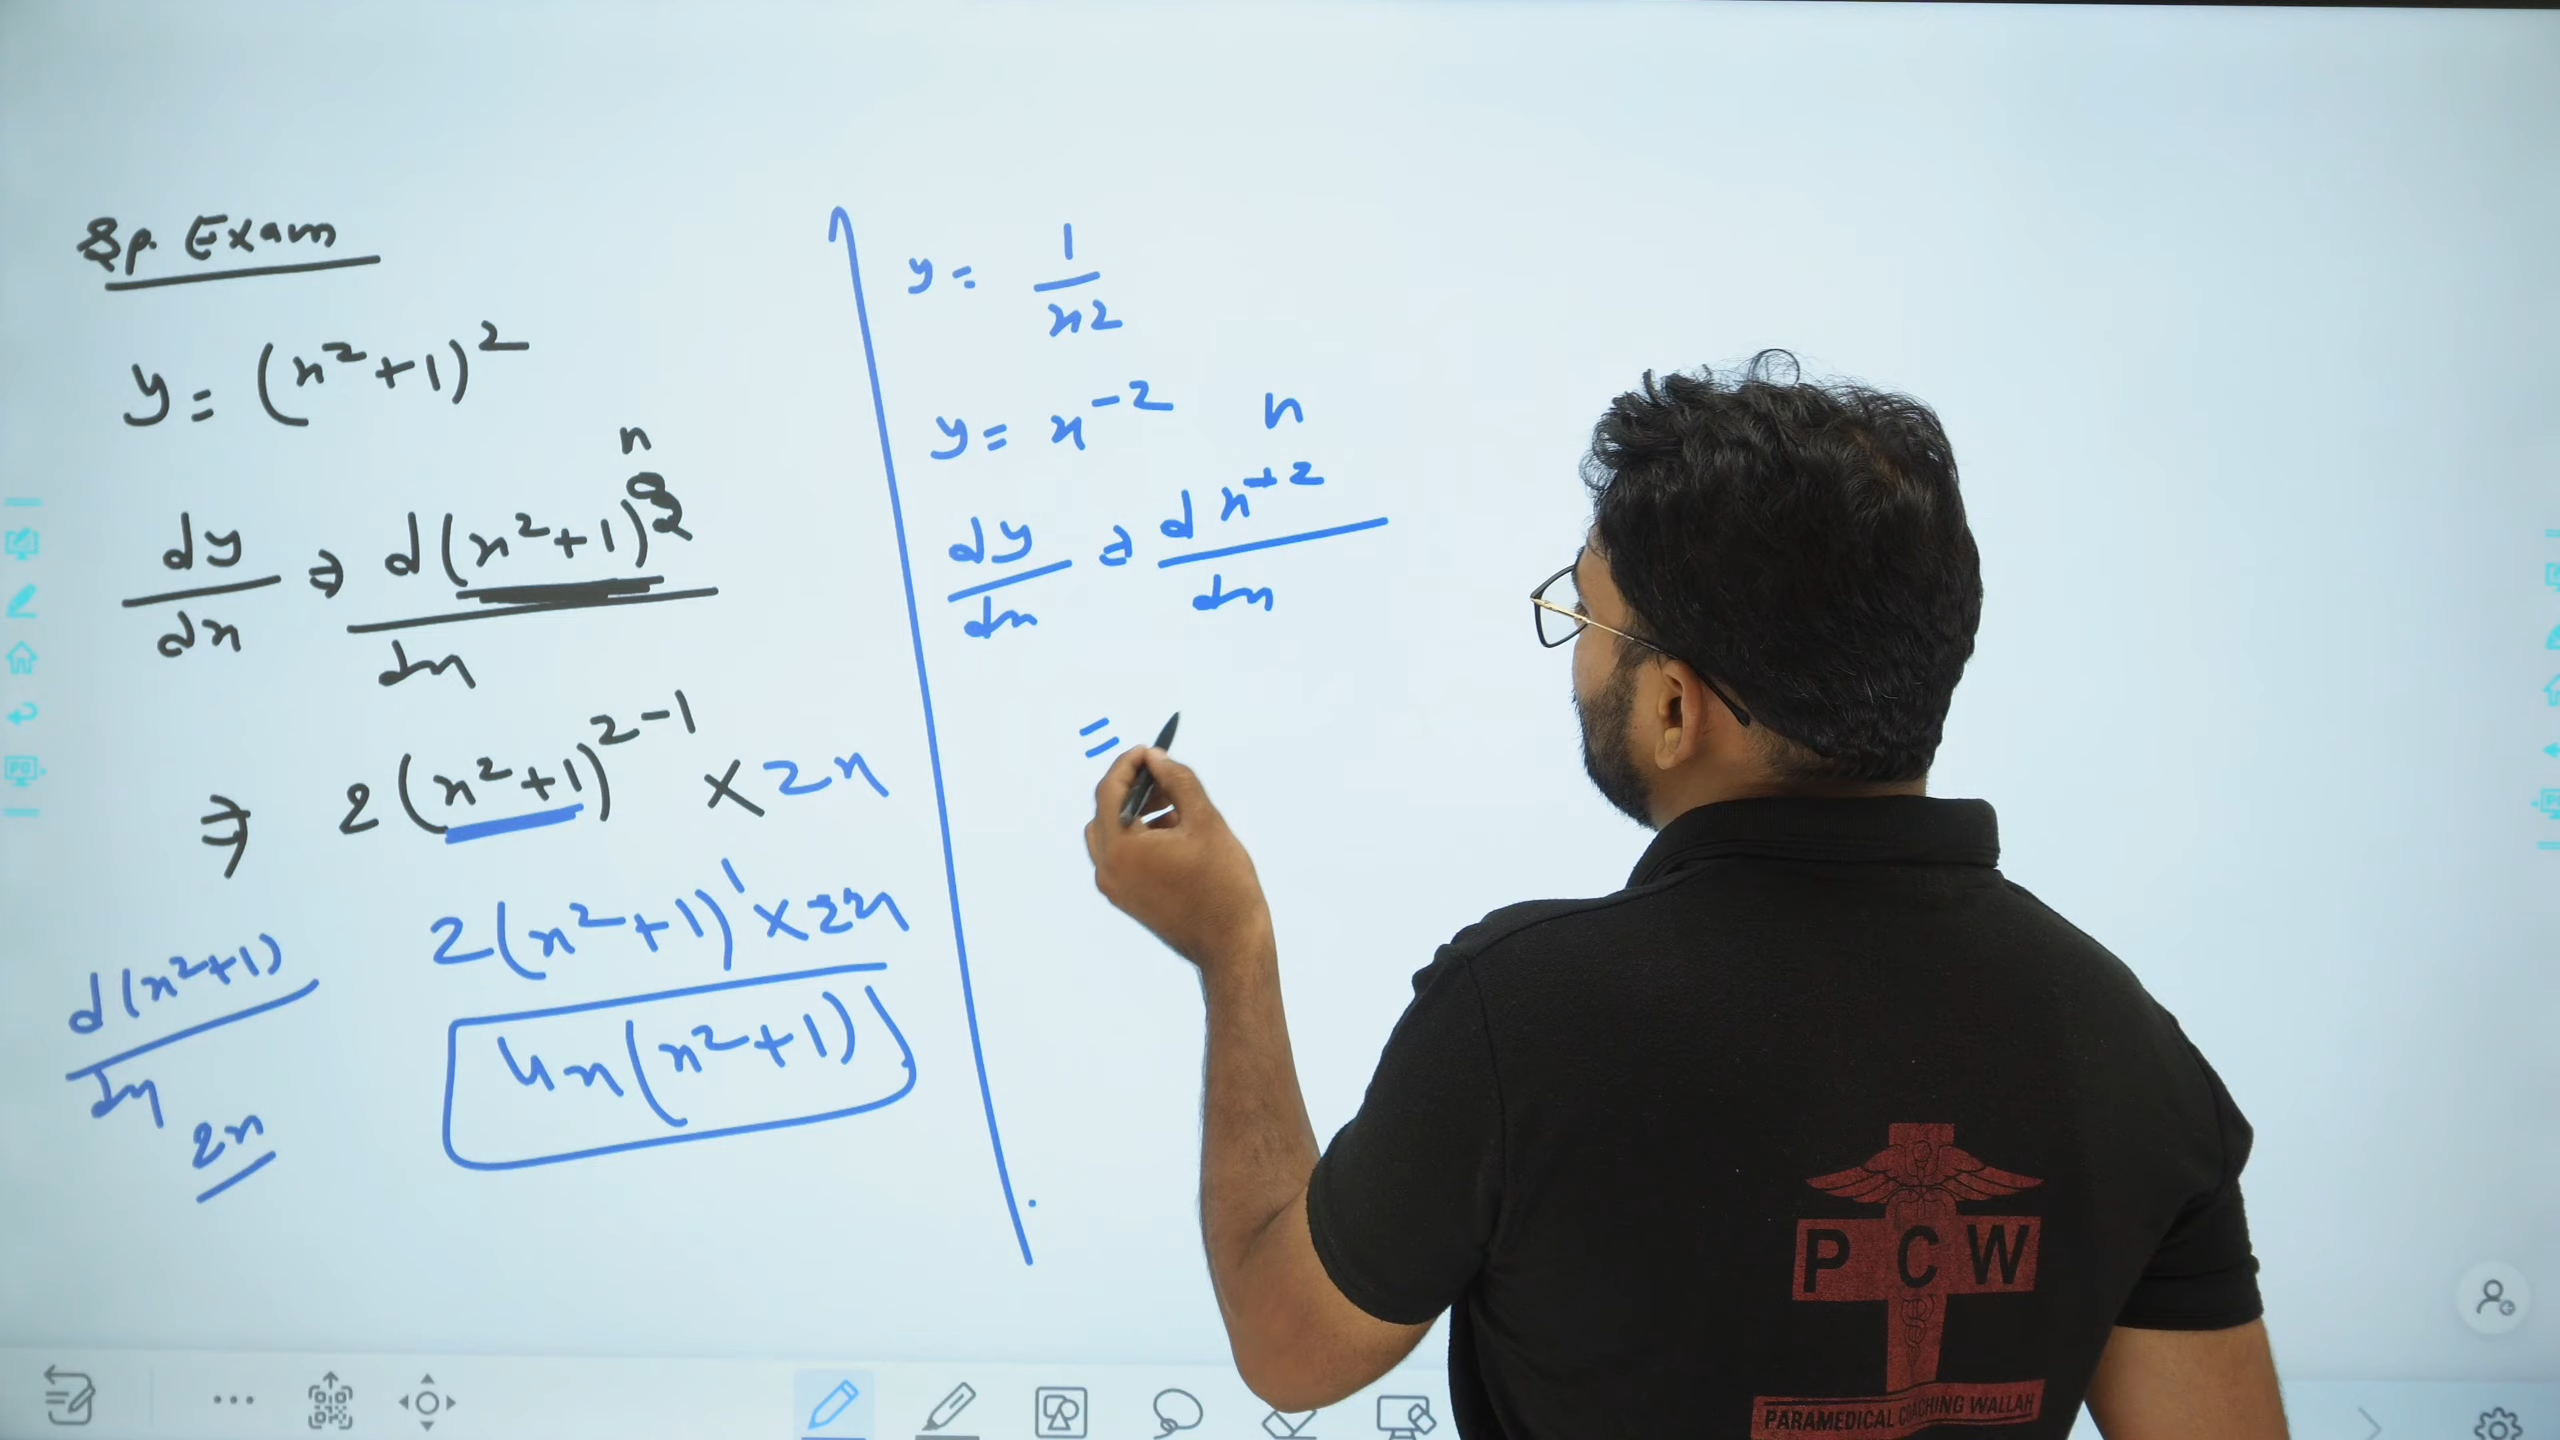 Sp. Exam
y = (x²+1)²
n
dy/dx ⇒ d(x²+1)²/dx
⇒ 2(x²+1)²⁻¹ × 2x
2(x²+1)¹ × 2x
4x(x²+1)
d(x²+1)/dx
2x
y = 1/x2
y = x⁻²
n
dy/dx ⇒ d x⁺²/dx
=
P C W
PARAMEDICAL COACHING WALLAH